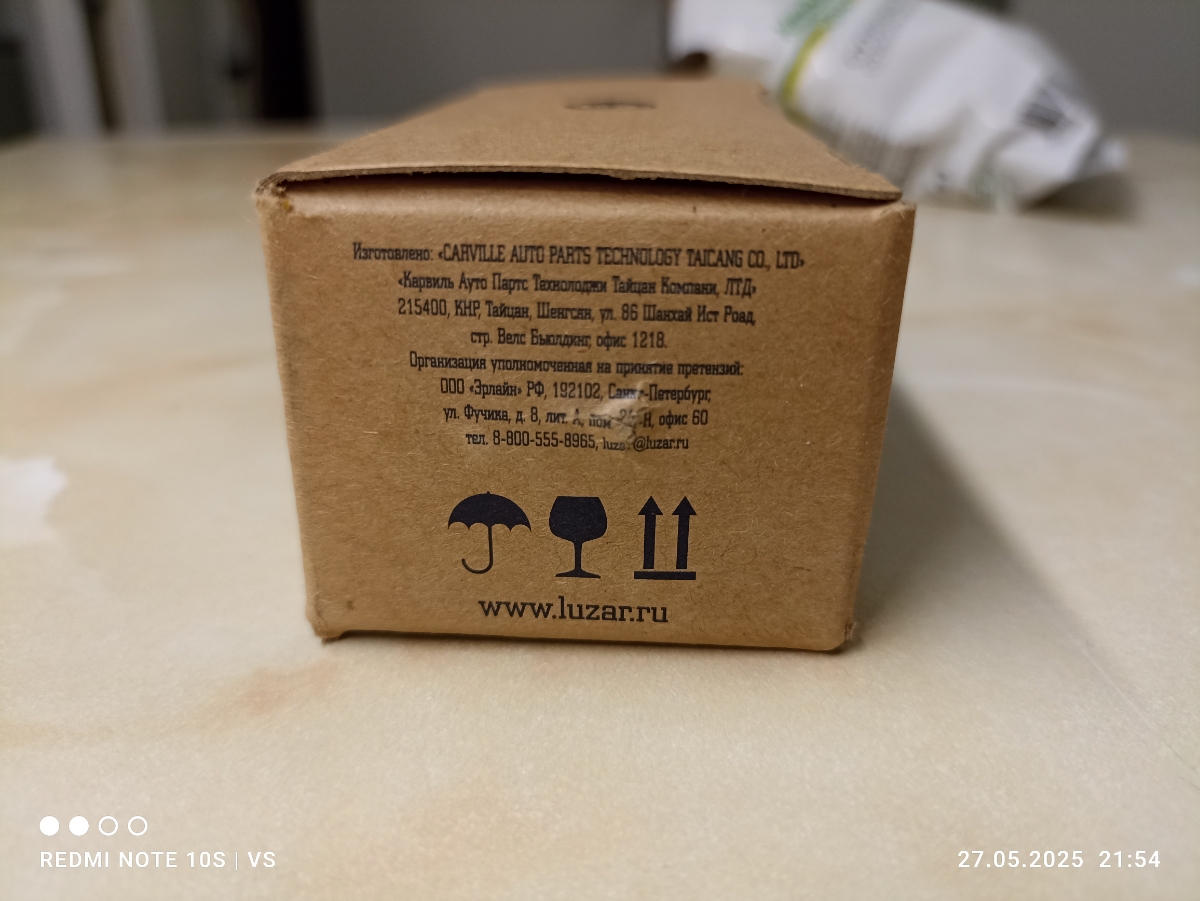 Изготовлено: «CARVILLE AUTO PARTS TECHNOLOGY TAICANG CO., LTD»
«Карвиль Ауто Партс Технолоджи Тайцан Компани, ЛТД»
215400, КНР, Тайцан, Шенгсян, ул. 86 Шанхай Ист Роад,
стр. Велс Бьюлдинг, офис 1218.
Организация уполномоченная на принятие претензий:
ООО «Эрлайн» РФ, 192102, Санкт-Петербург,
ул. Фучика, д. 8, лит. А, пом Н, офис 60
тел. 8-800-555-8965, @luzar.ru
www.luzar.ru
REDMI NOTE 10S | VS
27.05.2025 21:54